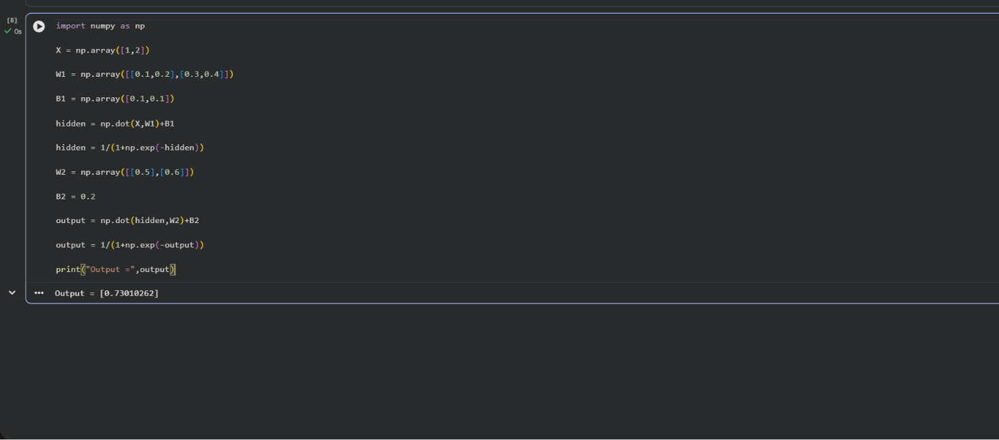 [8]
0s
import numpy as np
X = np.array([1,2])
W1 = np.array([[0.1,0.2],[0.3,0.4]])
B1 = np.array([0.1,0.1])
hidden = np.dot(X,W1)+B1
hidden = 1/(1+np.exp(-hidden))
W2 = np.array([[0.5],[0.6]])
B2 = 0.2
output = np.dot(hidden,W2)+B2
output = 1/(1+np.exp(-output))
print("Output =",output)
Output = [0.73010262]